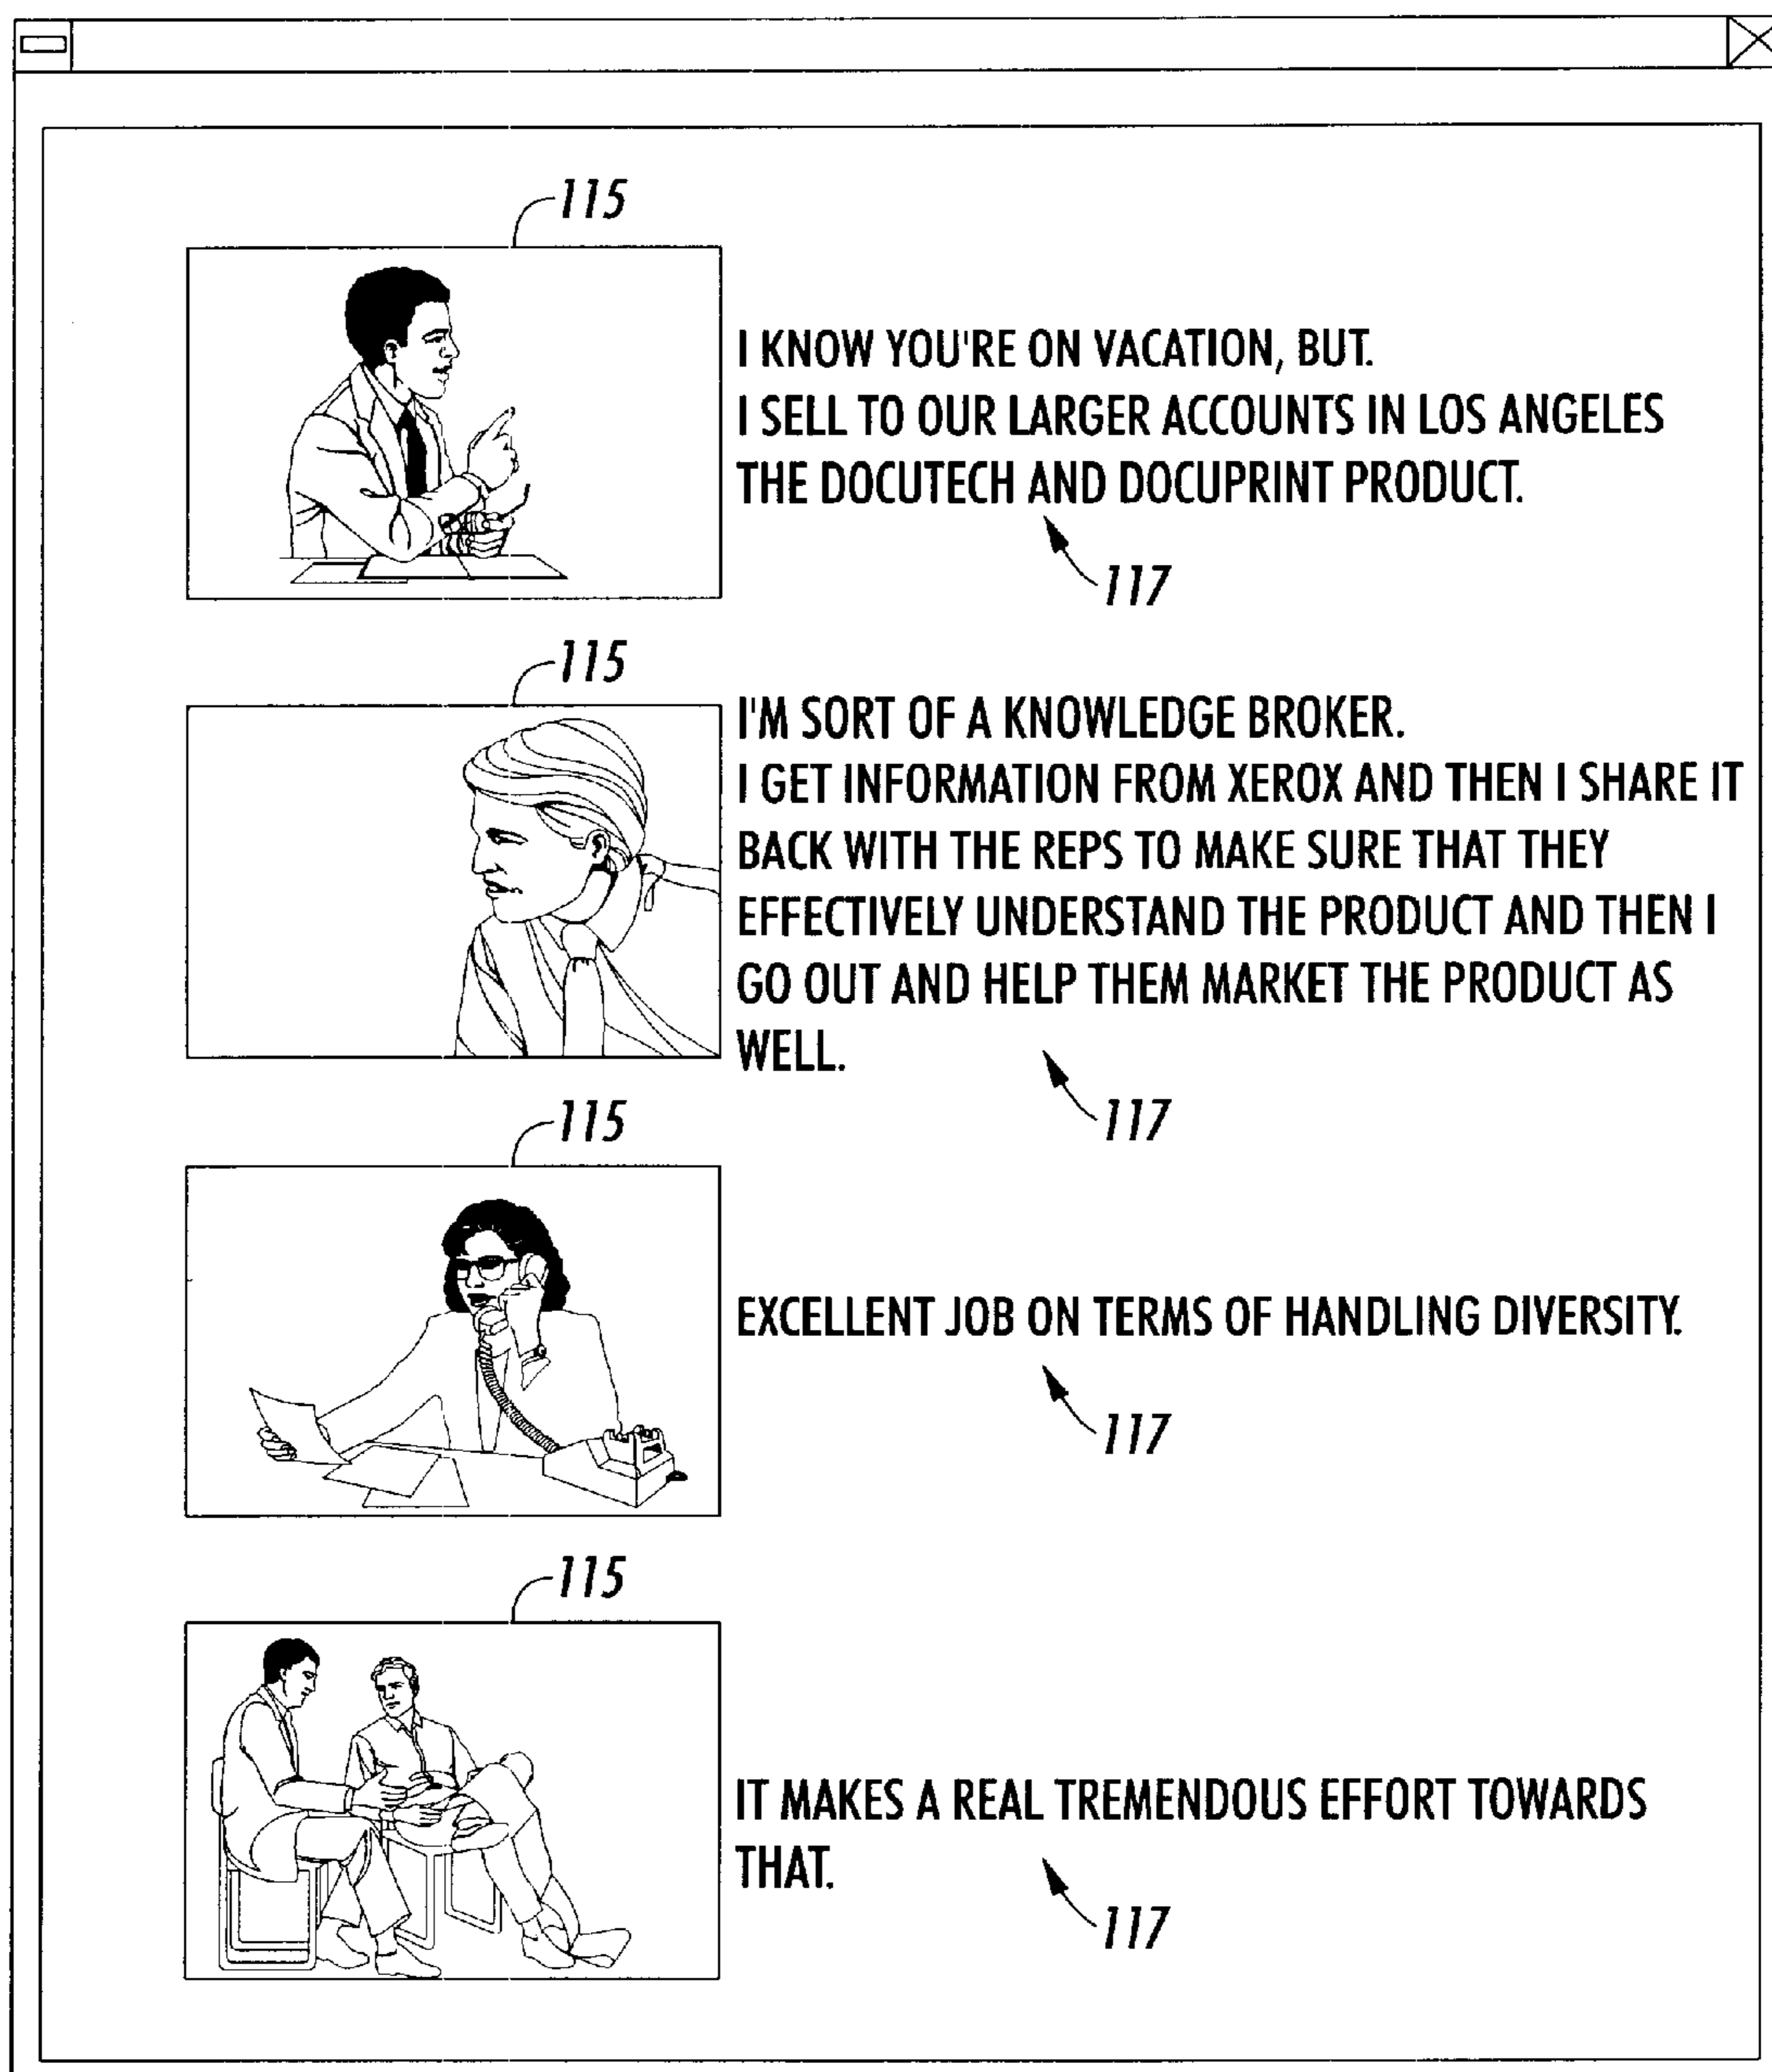 115
I KNOW YOU'RE ON VACATION, BUT.
I SELL TO OUR LARGER ACCOUNTS IN LOS ANGELES
THE DOCUTECH AND DOCUPRINT PRODUCT.
117
115
I'M SORT OF A KNOWLEDGE BROKER.
I GET INFORMATION FROM XEROX AND THEN I SHARE IT
BACK WITH THE REPS TO MAKE SURE THAT THEY
EFFECTIVELY UNDERSTAND THE PRODUCT AND THEN I
GO OUT AND HELP THEM MARKET THE PRODUCT AS
WELL.
117
115
EXCELLENT JOB ON TERMS OF HANDLING DIVERSITY.
117
115
IT MAKES A REAL TREMENDOUS EFFORT TOWARDS
THAT.
117